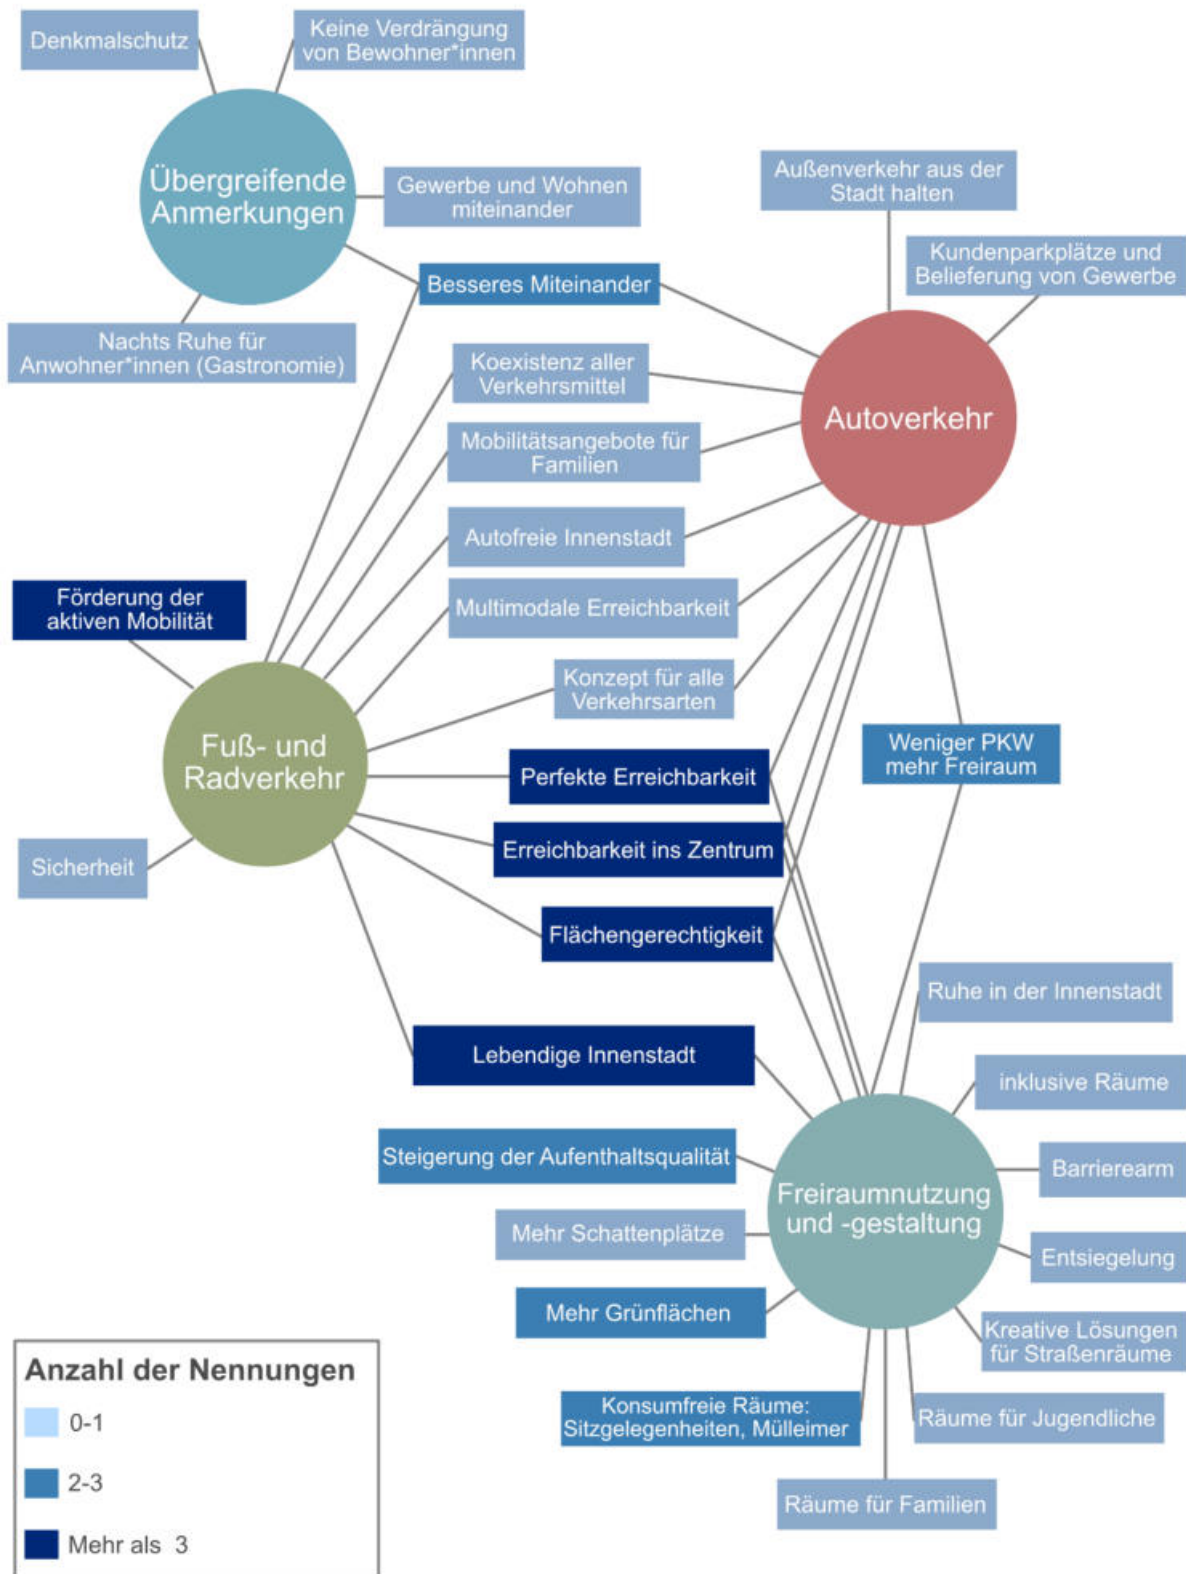 Denkmalschutz
Keine Verdrängung
von Bewohner*innen
Übergreifende
Anmerkungen
Gewerbe und Wohnen
miteinander
Außenverkehr aus der
Stadt halten
Kundenparkplätze und
Belieferung von Gewerbe
Besseres Miteinander
Nachts Ruhe für
Anwohner*innen (Gastronomie)
Koexistenz aller
Verkehrsmittel
Autoverkehr
Mobilitätsangebote für
Familien
Autofreie Innenstadt
Förderung der
aktiven Mobilität
Multimodale Erreichbarkeit
Konzept für alle
Verkehrsarten
Fuß- und
Radverkehr
Weniger PKW
mehr Freiraum
Perfekte Erreichbarkeit
Sicherheit
Erreichbarkeit ins Zentrum
Flächengerechtigkeit
Ruhe in der Innenstadt
Lebendige Innenstadt
inklusive Räume
Steigerung der Aufenthaltsqualität
Barrierearm
Freiraumnutzung
und -gestaltung
Mehr Schattenplätze
Entsiegelung
Mehr Grünflächen
Kreative Lösungen
für Straßenräume
Konsumfreie Räume:
Sitzgelegenheiten, Mülleimer
Räume für Jugendliche
Räume für Familien
Anzahl der Nennungen
0-1
2-3
Mehr als 3